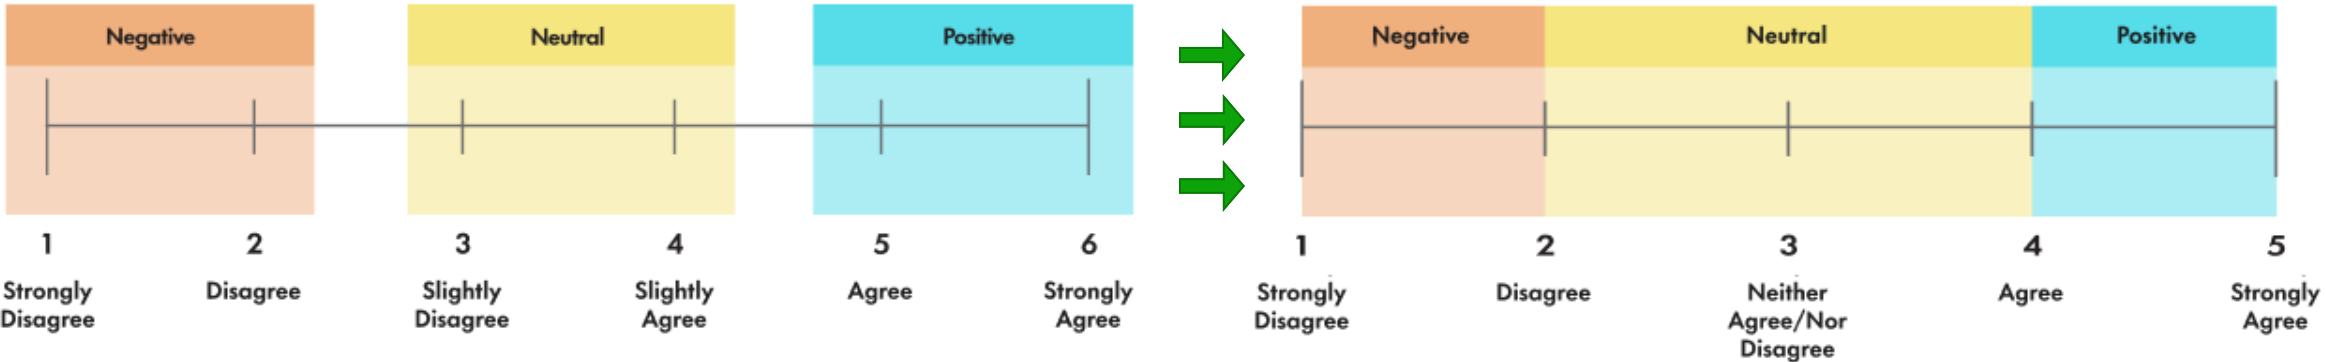 Negative
Neutral
Positive
1
2
3
4
5
6
Strongly
Disagree
Disagree
Slightly
Disagree
Slightly
Agree
Agree
Strongly
Agree
Negative
Neutral
Positive
1
2
3
4
5
Strongly
Disagree
Disagree
Neither
Agree/Nor
Disagree
Agree
Strongly
Agree